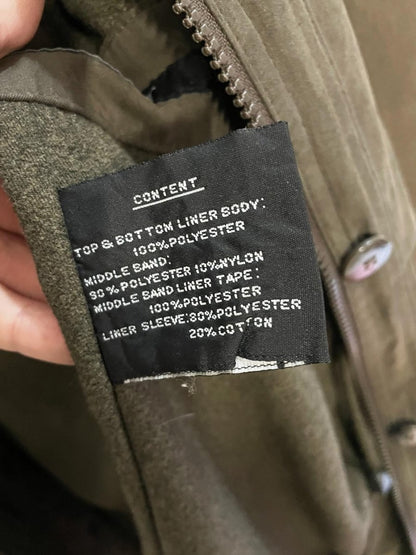 CONTENT
TOP & BOTTOM LINER BODY:
100%POLYESTER
MIDDLE BAND:
90%POLYESTER 10%NYLON
MIDDLE BAND LINER TAPE:
100%POLYESTER
LINER SLEEVE:80%POLYESTER
20%COTTON